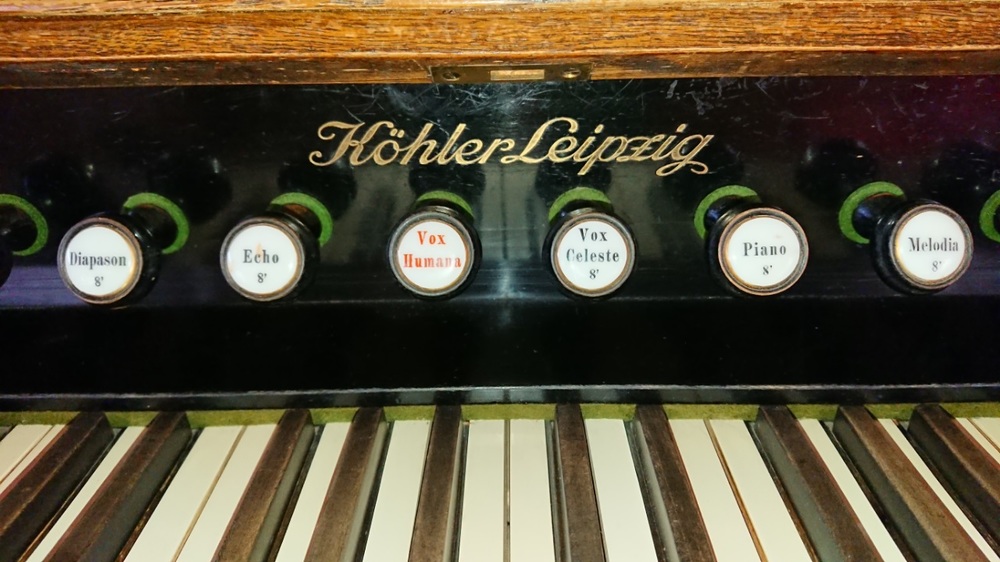 Köhler Leipzig
Diapason
8'
Echo
8'
Vox
Humana
Vox
Celeste
8'
Piano
8'
Melodia
8'